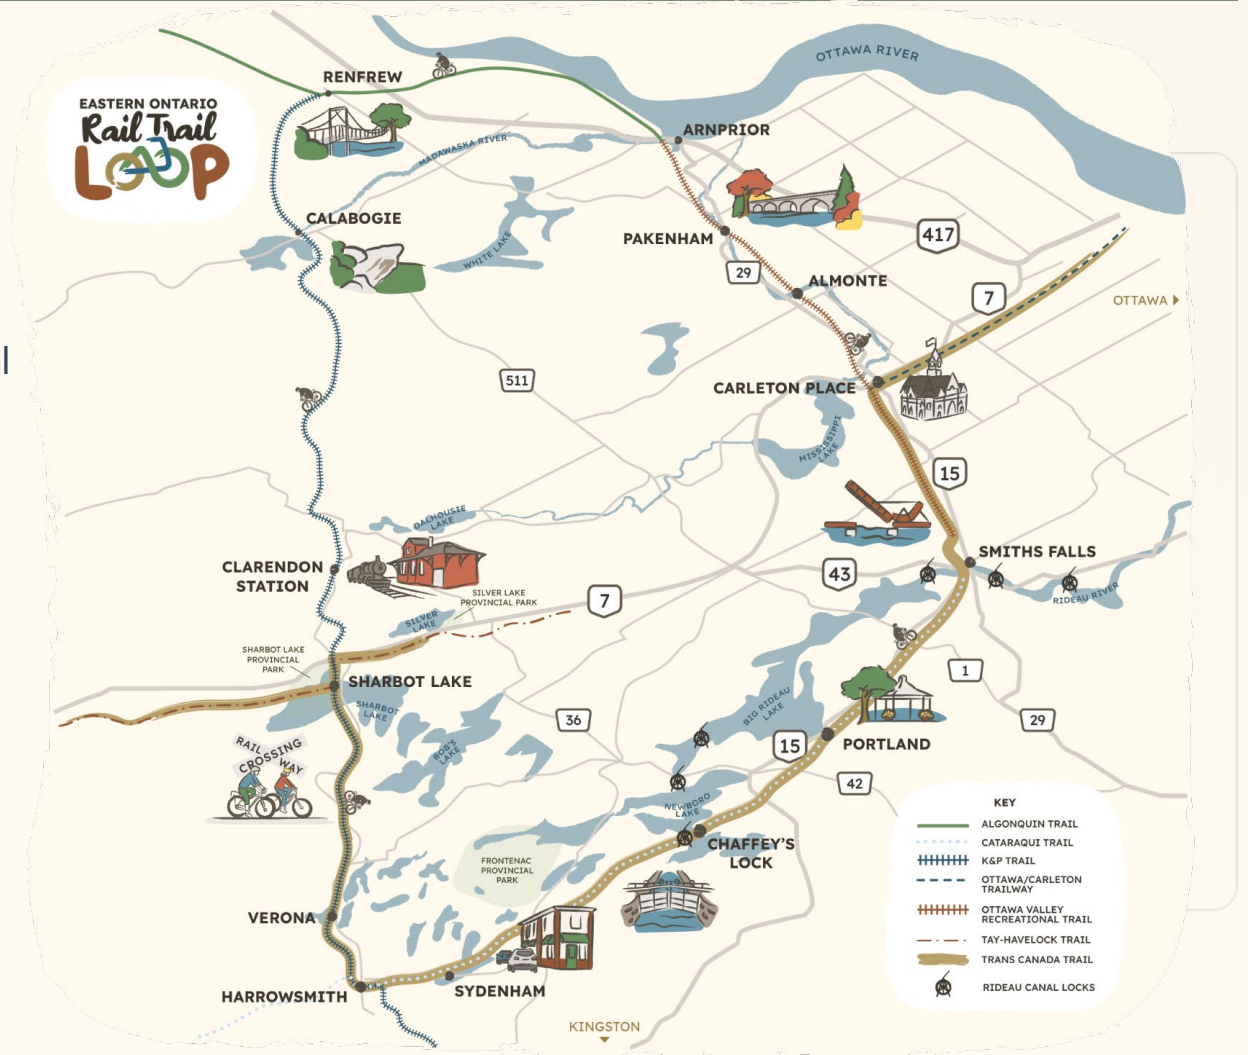 EASTERN ONTARIO
Rail Trail
LOOP
OTTAWA RIVER
RENFREW
ARNPRIOR
MADAWASKA RIVER
CALABOGIE
WHITE LAKE
PAKENHAM
417
29
ALMONTE
7
OTTAWA
511
CARLETON PLACE
MISSISSIPPI
LAKE
15
DALHOUSIE
LAKE
CLARENDON
STATION
SMITHS FALLS
43
RIDEAU RIVER
SILVER LAKE
PROVINCIAL PARK
7
SILVER
LAKE
SHARBOT LAKE
PROVINCIAL
PARK
SHARBOT LAKE
SHARBOT
LAKE
1
BIG RIDEAU
LAKE
36
29
BOB'S
LAKE
RAIL WAY
CROSSING
15
PORTLAND
42
NEWBORO
LAKE
CHAFFEY'S
LOCK
FRONTENAC
PROVINCIAL
PARK
VERONA
SYDENHAM
HARROWSMITH
KINGSTON
KEY
ALGONQUIN TRAIL
CATARAQUI TRAIL
K&P TRAIL
OTTAWA/CARLETON
TRAILWAY
OTTAWA VALLEY
RECREATIONAL TRAIL
TAY-HAVELOCK TRAIL
TRANS CANADA TRAIL
RIDEAU CANAL LOCKS